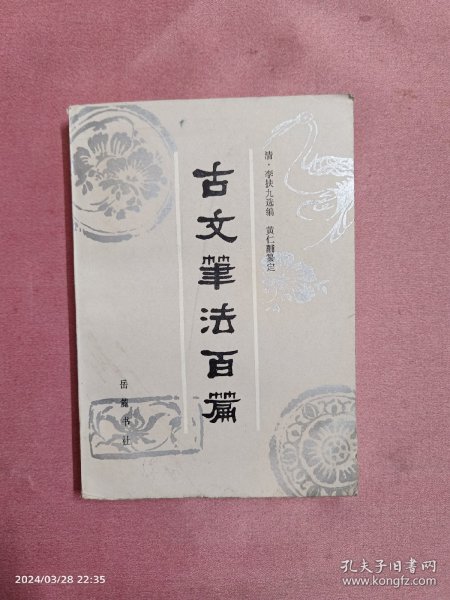 清·李扶九选编 黄仁黼纂定
古文筆法百篇
岳麓书社
2024/03/28 22:35
孔夫子旧书网
www.kongfz.com